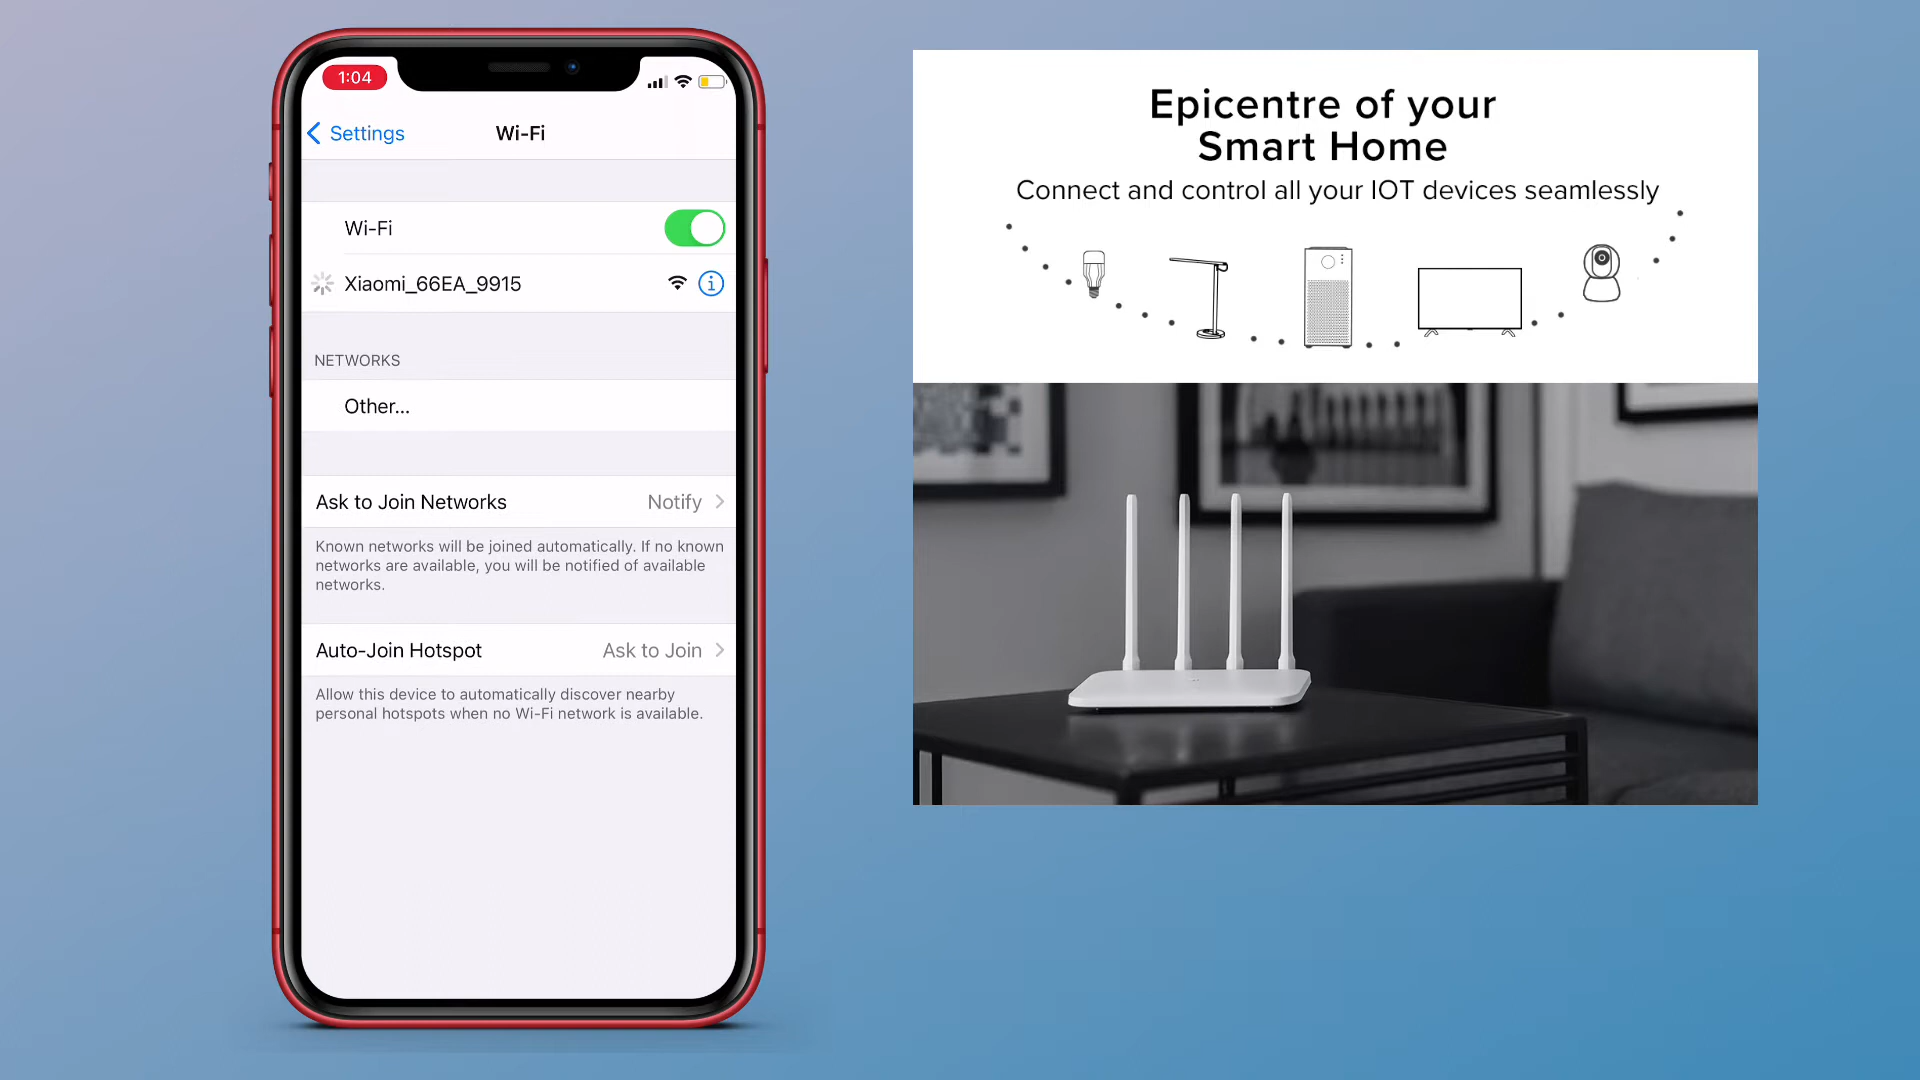 1:04
Settings
Wi-Fi
Wi-Fi
Xiaomi_66EA_9915
NETWORKS
Other...
Ask to Join Networks Notify
Known networks will be joined automatically. If no known
networks are available, you will be notified of available
networks.
Auto-Join Hotspot Ask to Join
Allow this device to automatically discover nearby
personal hotspots when no Wi-Fi network is available.
Epicentre of your
Smart Home
Connect and control all your IOT devices seamlessly